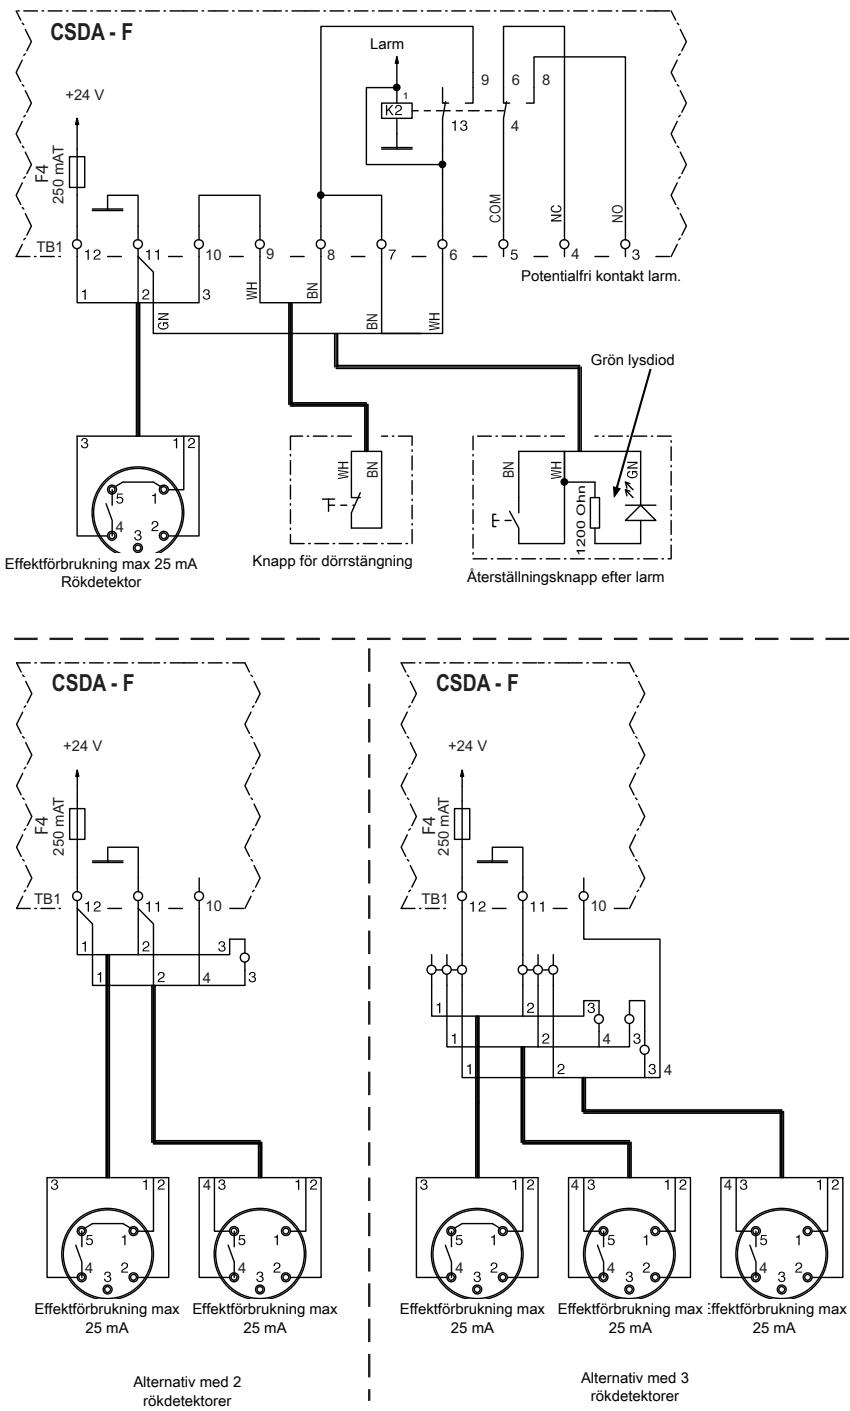 CSDA - F
Larm
+24 V
9 6 8
1
K2
13 4
F4
250 mAT
COM
NC
NO
TB1 12 11 10 9 8 7 6 5 4 3
Potentialfri kontakt larm.
1 2 3
WH
BN
GN
BN
WH
Grön lysdiod
3 1 2
5 1
4 3 2
WH
BN
BN
WH
GN
1200 Ohn
Effektförbrukning max 25 mA
Rökdetektor
Knapp för dörrstängning
Återställningsknapp efter larm
CSDA - F
+24 V
F4
250 mAT
TB1 12 11 10
1 2 3
1 2 4 3
3 1 2
5 1
4 3 2
4 3 1 2
5 1
4 3 2
Effektförbrukning max
25 mA
Effektförbrukning max
25 mA
Alternativ med 2
rökdetektorer
CSDA - F
+24 V
F4
250 mAT
TB1 12 11 10
1 2 3
1 2 4 3
1 2 3 4
3 1 2
5 1
4 3 2
4 3 1 2
5 1
4 3 2
4 3 1 2
5 1
4 3 2
Effektförbrukning max
25 mA
Effektförbrukning max
25 mA
Effektförbrukning max
25 mA
Alternativ med 3
rökdetektorer